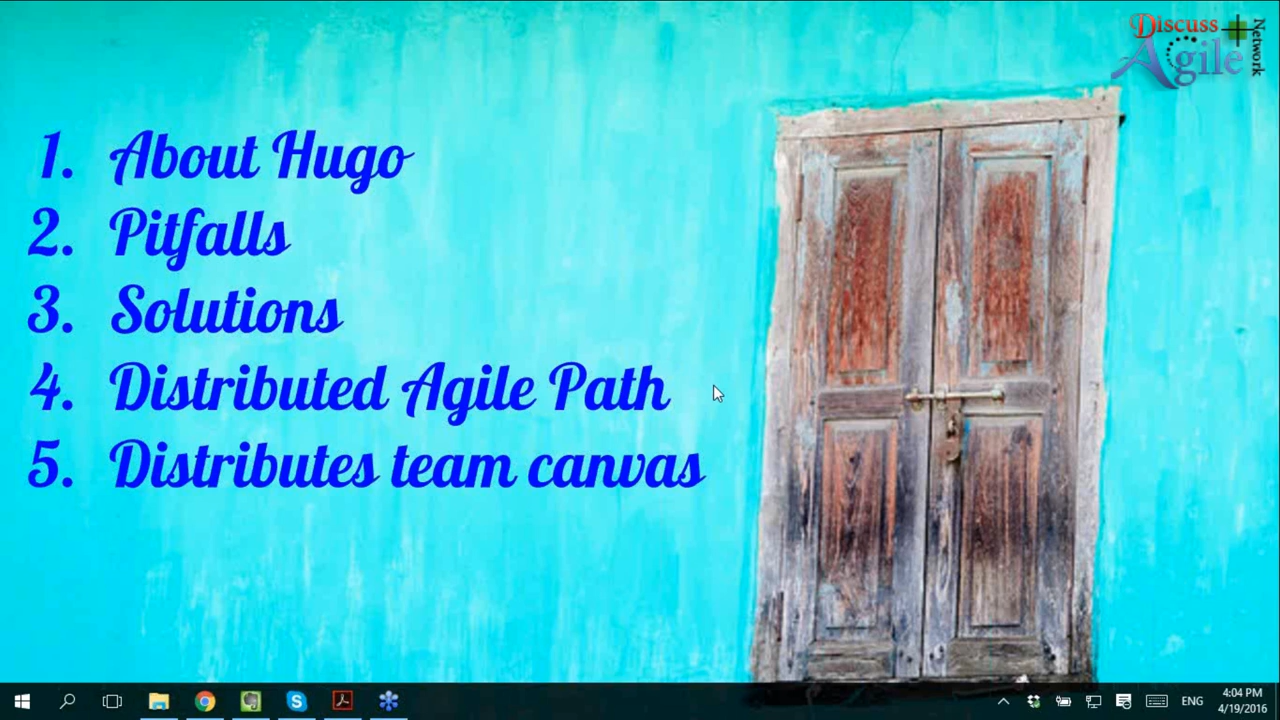 Discuss
Agile
Network
1. About Hugo
2. Pitfalls
3. Solutions
4. Distributed Agile Path
5. Distributes team canvas
ENG
4:04 PM
4/19/2016